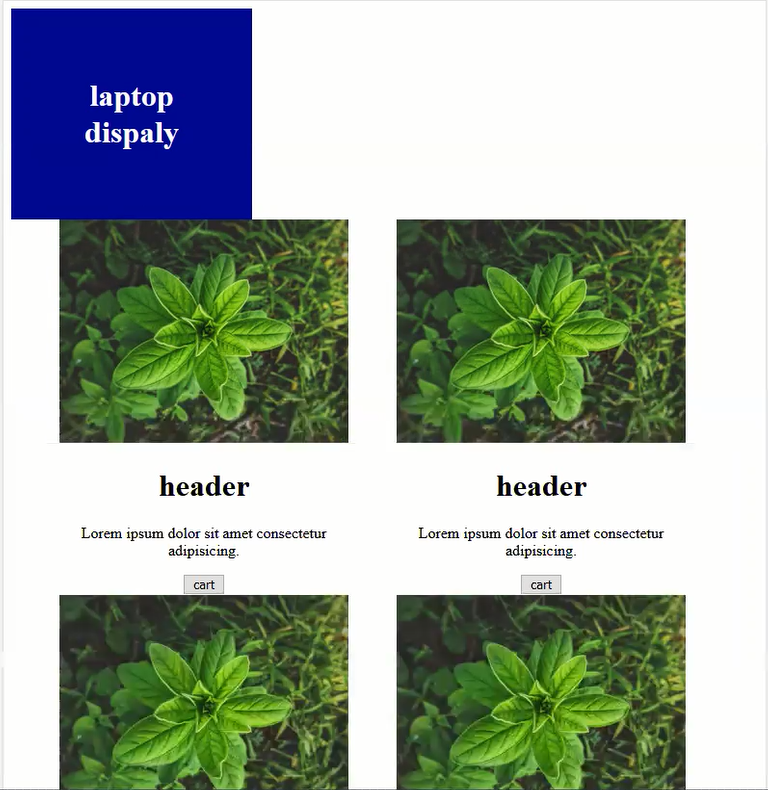 laptop
dispaly
header
header
Lorem ipsum dolor sit amet consectetur
adipisicing.
Lorem ipsum dolor sit amet consectetur
adipisicing.
cart
cart